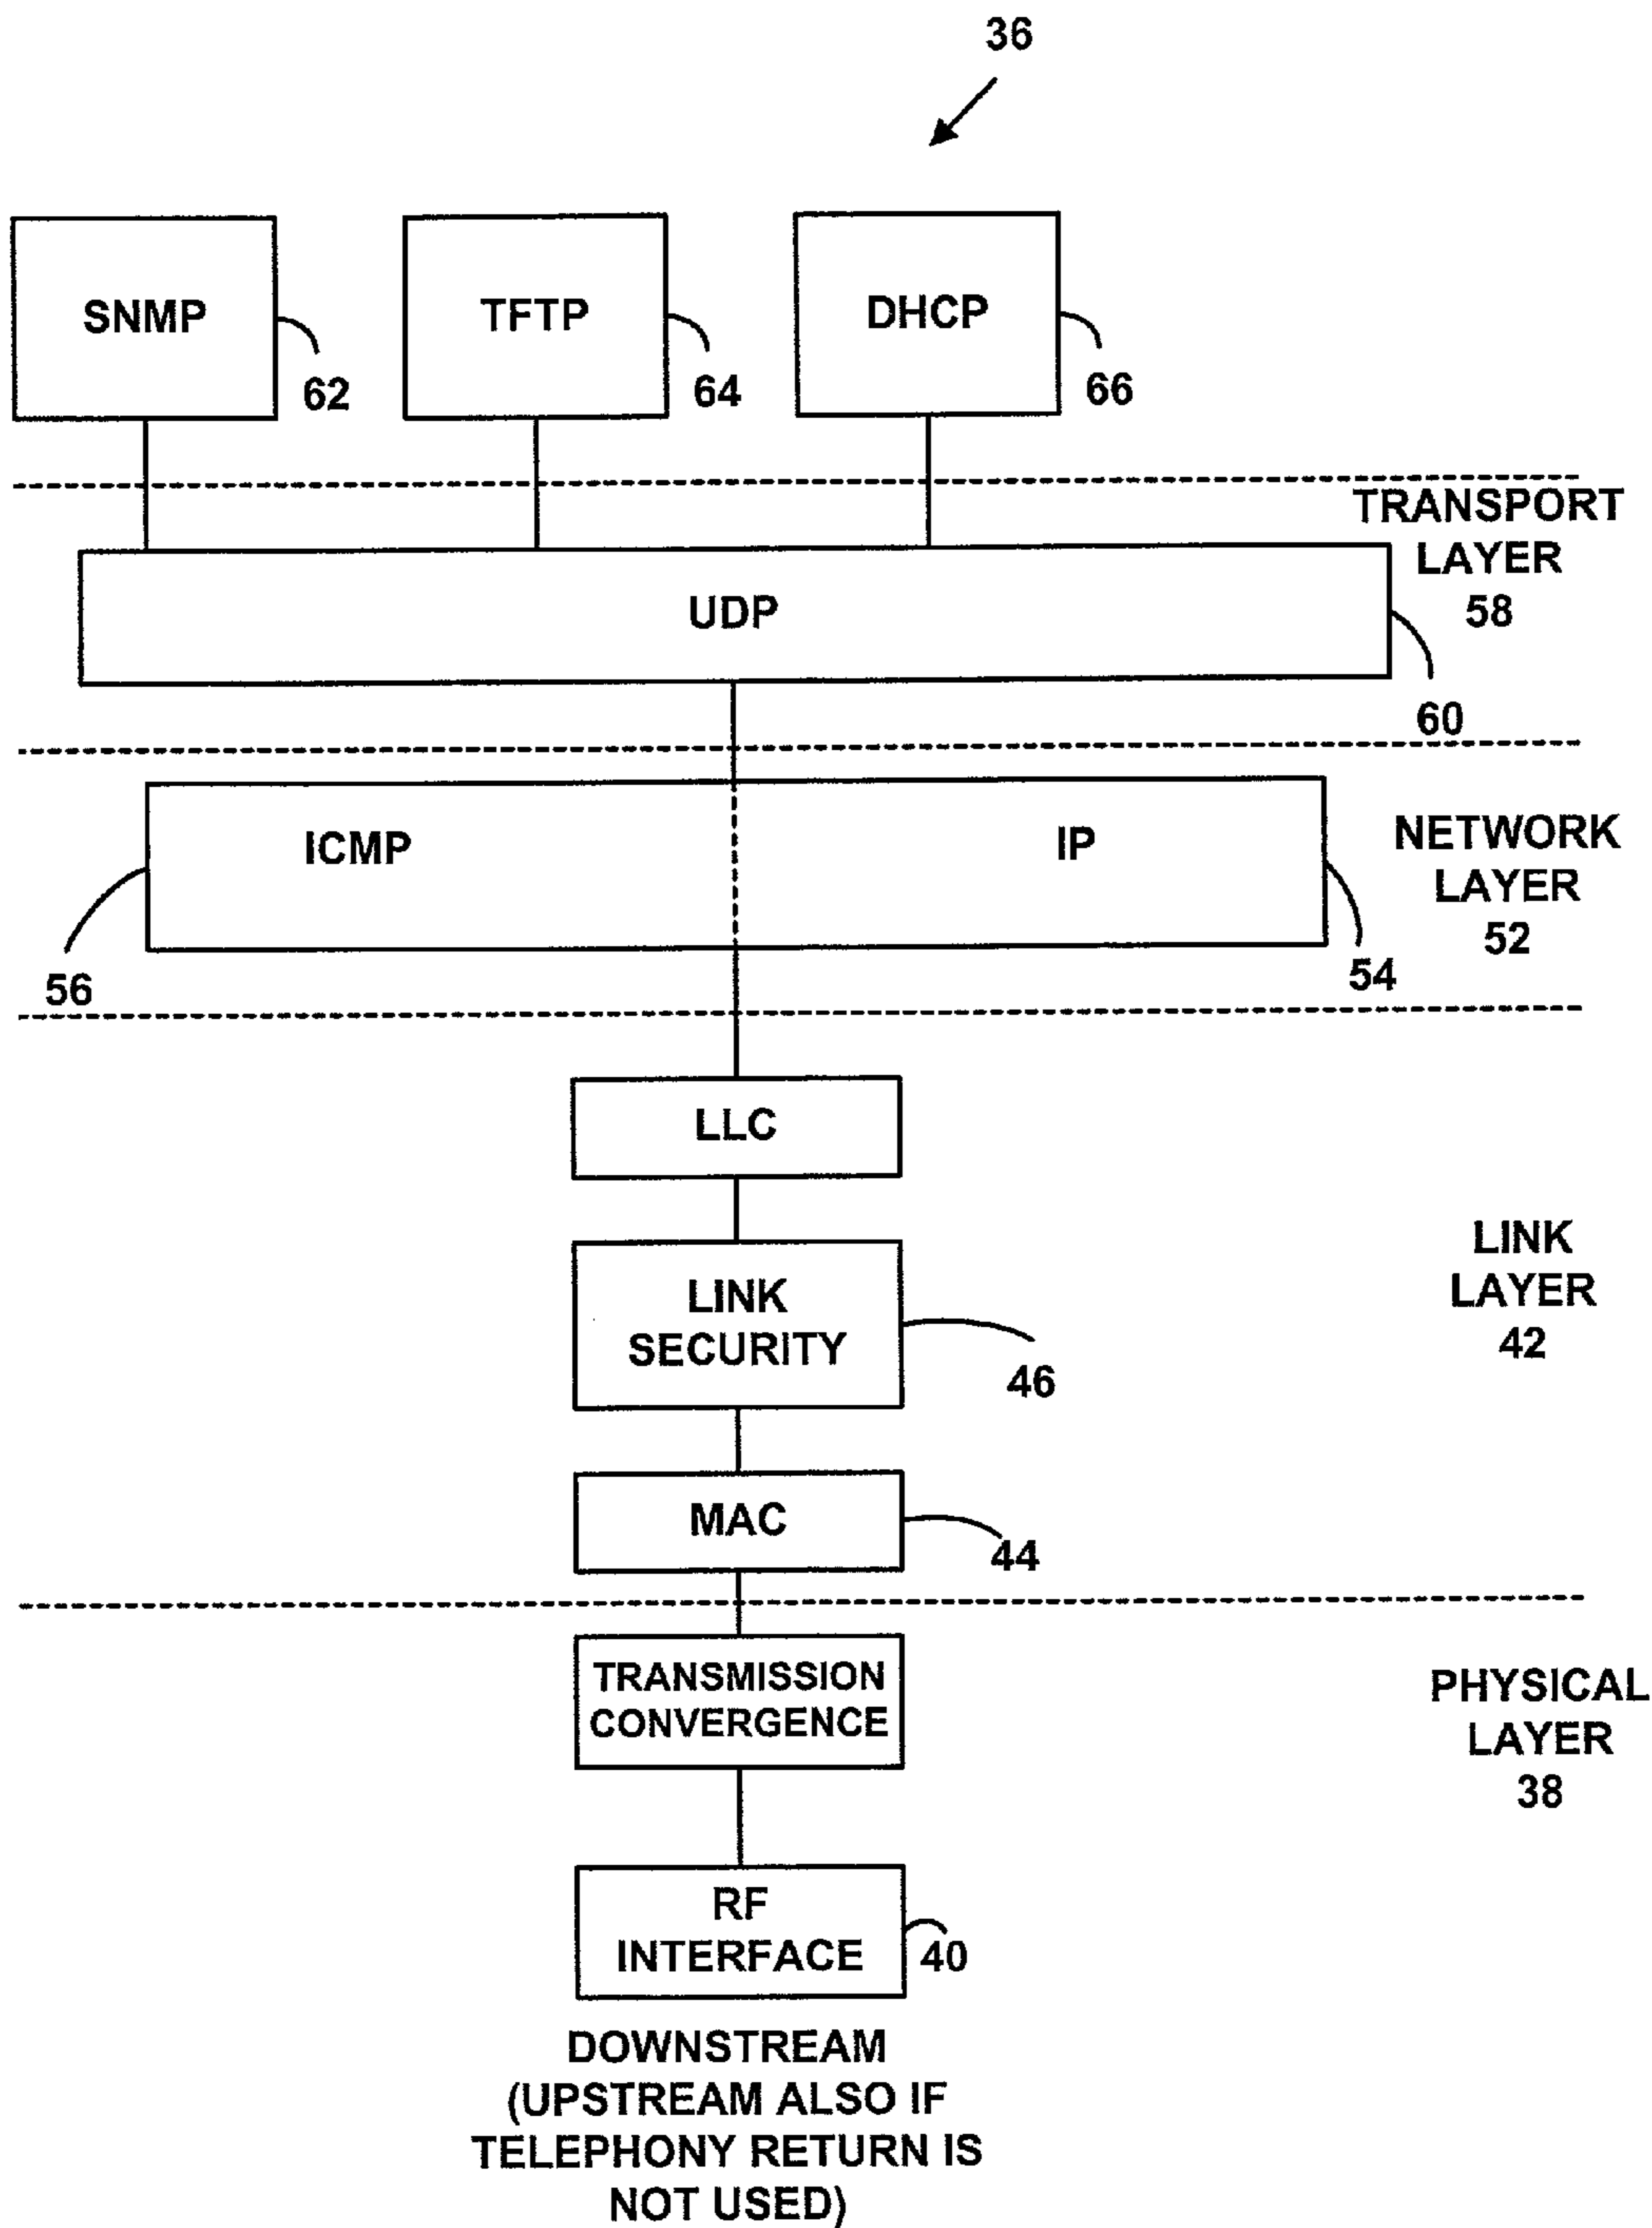 36
SNMP
62
TFTP
64
DHCP
66
TRANSPORT
LAYER
58
UDP
60
ICMP
IP
56
54
NETWORK
LAYER
52
LLC
LINK
SECURITY
46
LINK
LAYER
42
MAC
44
TRANSMISSION
CONVERGENCE
PHYSICAL
LAYER
38
RF
INTERFACE
40
DOWNSTREAM
(UPSTREAM ALSO IF
TELEPHONY RETURN IS
NOT USED)